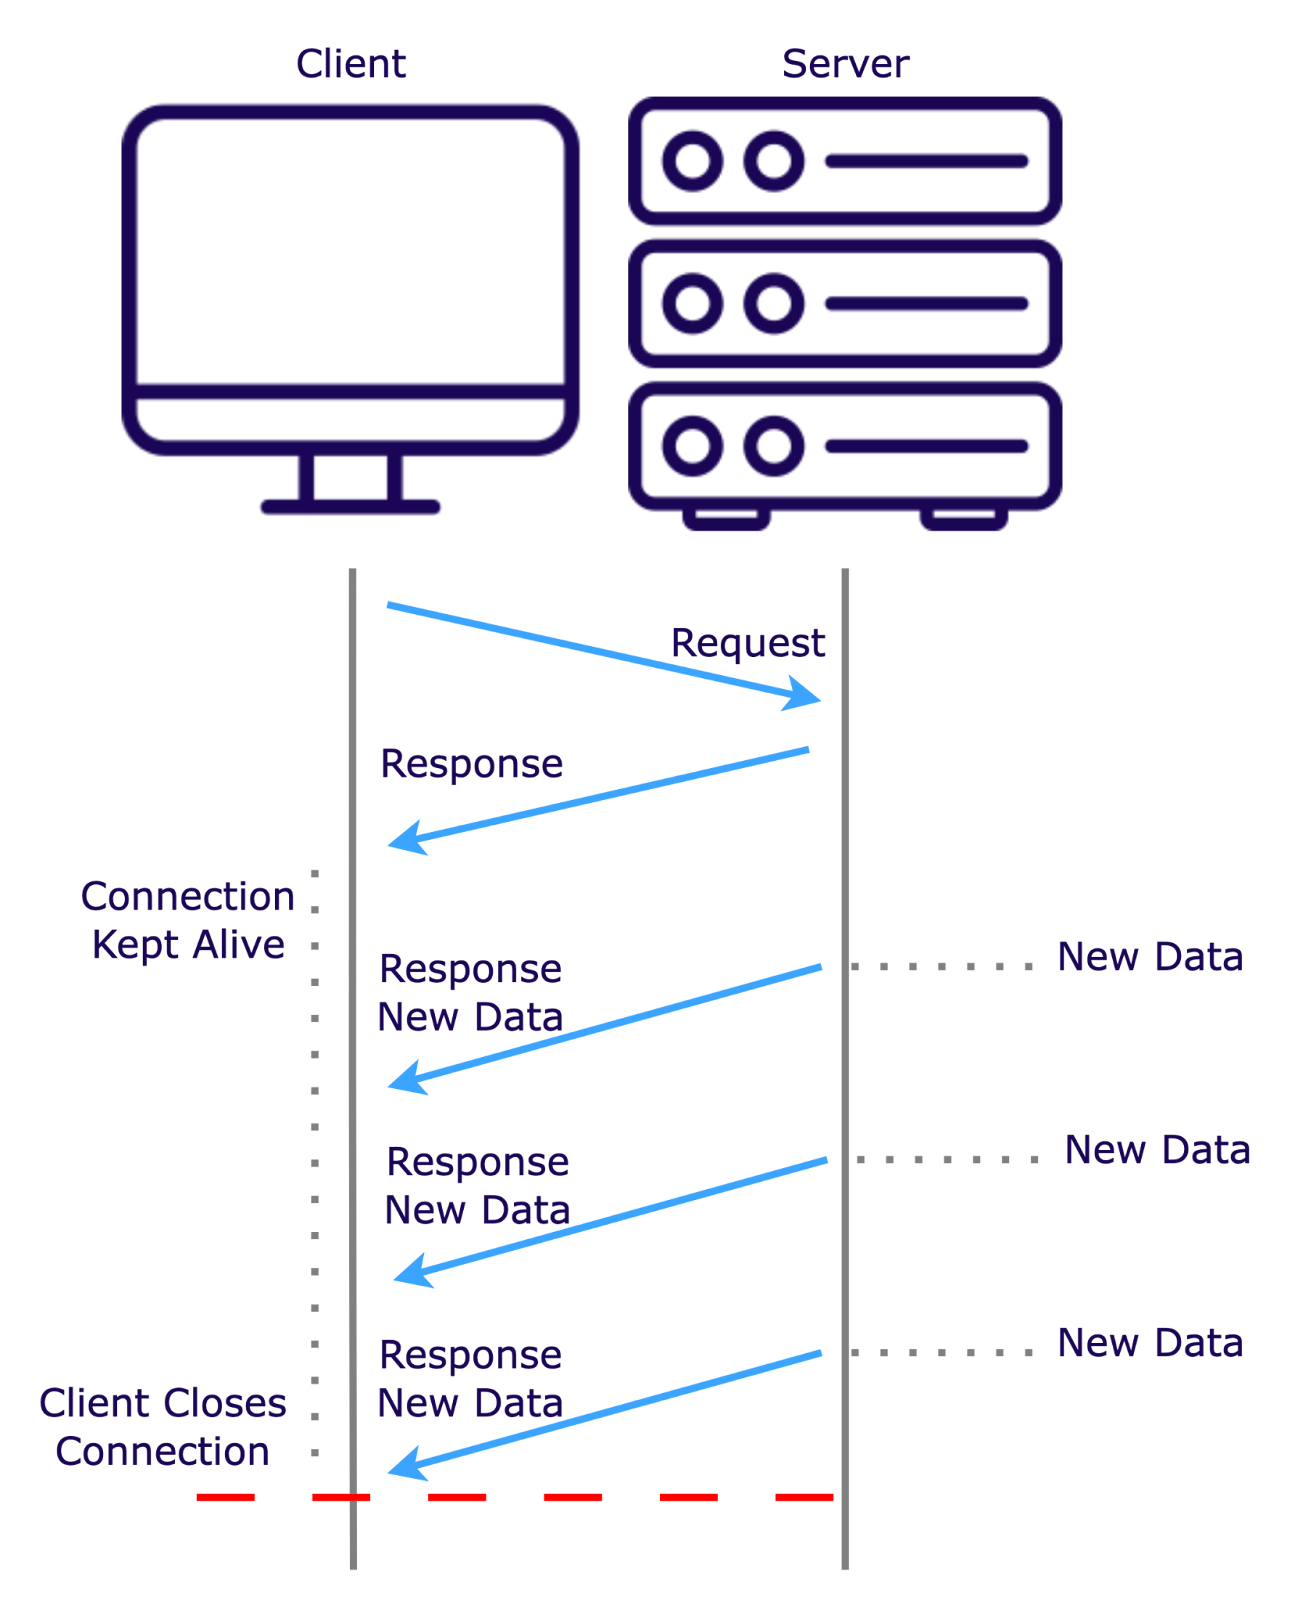 Client
Server
Request
Response
Connection
Kept Alive
Response
New Data
New Data
Response
New Data
New Data
Response
New Data
New Data
Client Closes
Connection